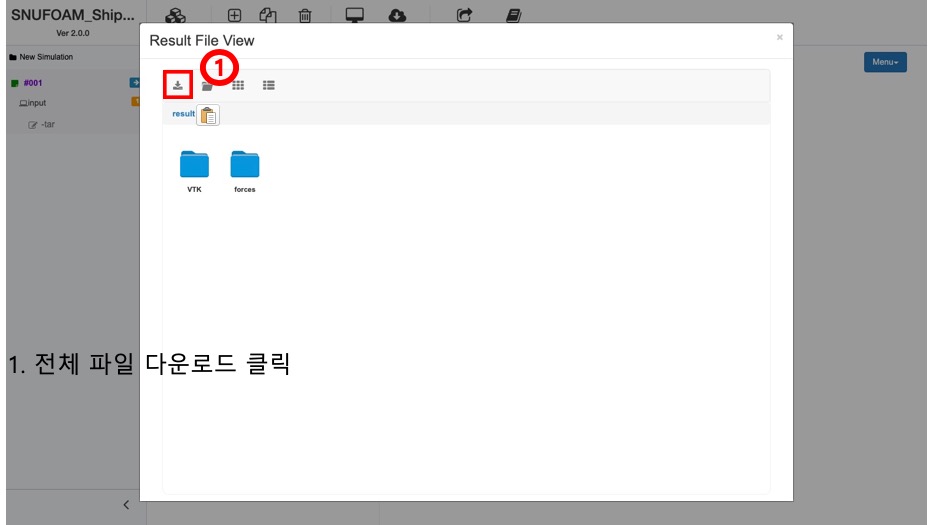 SNUFOAM_Ship...
Ver 2.0.0
Result File View
×
New Simulation
Menu
1
#001
input
-tar
result
VTK
forces
1. 전체 파일 다운로드 클릭